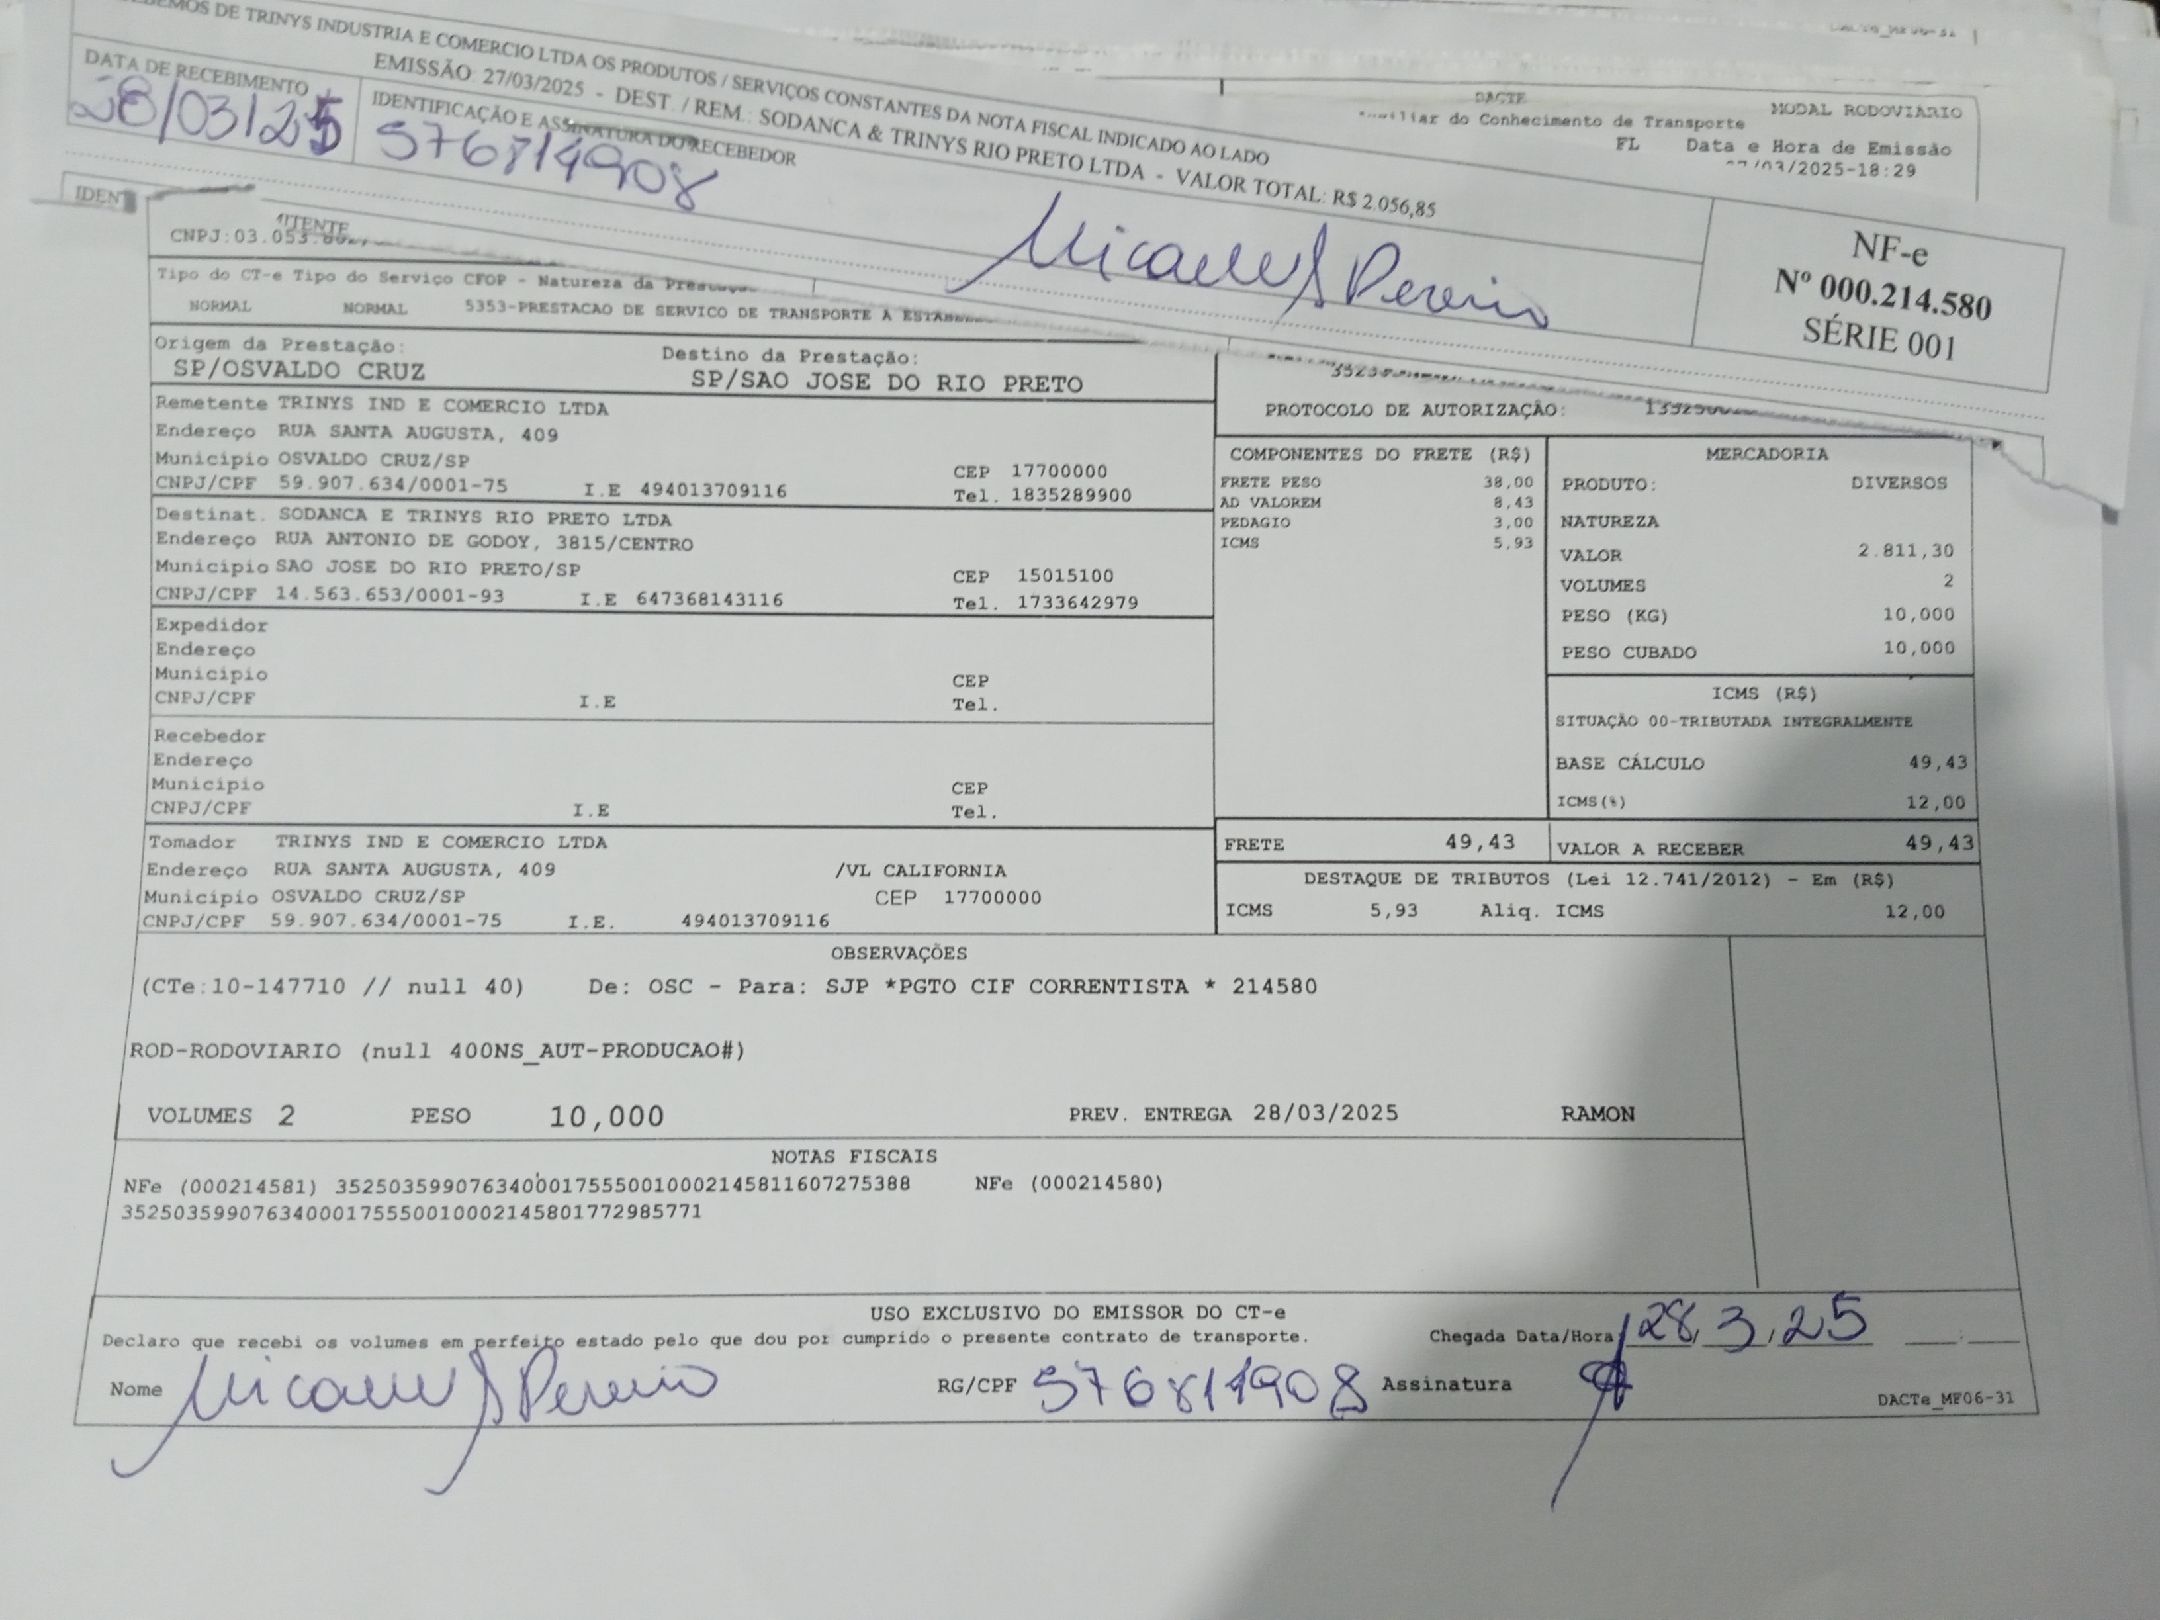 DE TRINYS INDUSTRIA E COMERCIO LTDA OS PRODUTOS / SERVIÇOS CONSTANTES DA NOTA FISCAL INDICADO AO LADO
EMISSÃO: 27/03/2025 - DEST. / REM.: SODANCA & TRINYS RIO PRETO LTDA - VALOR TOTAL: R$ 2.056,85
DATA DE RECEBIMENTO
28/03/25
IDENTIFICAÇÃO E ASSINATURA DO RECEBEDOR
576814908
NF-e
Nº 000.214.580
SÉRIE 001
DACTE
MODAL RODOVIARIO
do Conhecimento de Transporte
FL Data e Hora de Emissão
/03/2025-18:29
CNPJ:03.053.
Tipo do CT-e Tipo do Serviço CFOP - Natureza da
NORMAL NORMAL 5353-PRESTACAO DE SERVICO DE TRANSPORTE A
Origem da Prestação: Destino da Prestação:
SP/OSVALDO CRUZ SP/SAO JOSE DO RIO PRETO
PROTOCOLO DE AUTORIZAÇÃO:
Remetente TRINYS IND E COMERCIO LTDA
Endereço RUA SANTA AUGUSTA, 409
Municipio OSVALDO CRUZ/SP CEP 17700000
CNPJ/CPF 59.907.634/0001-75 I.E 494013709116 Tel. 1835289900
Destinat. SODANCA E TRINYS RIO PRETO LTDA
Endereço RUA ANTONIO DE GODOY, 3815/CENTRO
Municipio SAO JOSE DO RIO PRETO/SP CEP 15015100
CNPJ/CPF 14.563.653/0001-93 I.E 647368143116 Tel. 1733642979
Expedidor
Endereço
Municipio CEP
CNPJ/CPF I.E Tel.
Recebedor
Endereço
Municipio CEP
CNPJ/CPF I.E Tel.
Tomador TRINYS IND E COMERCIO LTDA
Endereço RUA SANTA AUGUSTA, 409 /VL CALIFORNIA
Municipio OSVALDO CRUZ/SP CEP 17700000
CNPJ/CPF 59.907.634/0001-75 I.E. 494013709116
COMPONENTES DO FRETE (R$)
FRETE PESO 38,00
AD VALOREM 8,43
PEDAGIO 3,00
ICMS 5,93
MERCADORIA
PRODUTO: DIVERSOS
NATUREZA
VALOR 2.811,30
VOLUMES 2
PESO (KG) 10,000
PESO CUBADO 10,000
ICMS (R$)
SITUAÇÃO 00-TRIBUTADA INTEGRALMENTE
BASE CÁLCULO 49,43
ICMS(%) 12,00
FRETE 49,43 VALOR A RECEBER 49,43
DESTAQUE DE TRIBUTOS (Lei 12.741/2012) - Em (R$)
ICMS 5,93 Aliq. ICMS 12,00
OBSERVAÇÕES
(CTe:10-147710 // null 40) De: OSC - Para: SJP *PGTO CIF CORRENTISTA * 214580
ROD-RODOVIARIO (null 400NS_AUT-PRODUCAO#)
VOLUMES 2 PESO 10,000 PREV. ENTREGA 28/03/2025 RAMON
NOTAS FISCAIS
NFe (000214581) 35250359907634000175550010002145811607275388 NFe (000214580)
35250359907634000175550010002145801772985771
USO EXCLUSIVO DO EMISSOR DO CT-e
Declaro que recebi os volumes em perfeito estado pelo que dou por cumprido o presente contrato de transporte. Chegada Data/Hora 28/3/25
Nome RG/CPF 576814908 Assinatura
DACTe_MF06-31